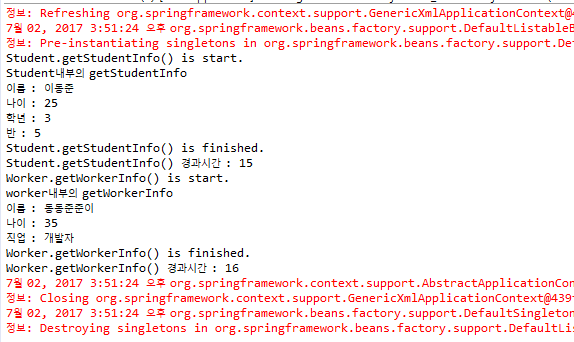 정보: Refreshing org.springframework.context.support.GenericXmlApplicationContext@4
7월 02, 2017 3:51:24 오후 org.springframework.beans.factory.support.DefaultListableB
정보: Pre-instantiating singletons in org.springframework.beans.factory.support.Def
Student.getStudentInfo() is start.
Student내부의 getStudentInfo
이름 : 이동준
나이 : 25
학년 : 3
반 : 5
Student.getStudentInfo() is finished.
Student.getStudentInfo() 경과시간 : 15
Worker.getWorkerInfo() is start.
worker내부의 getWorkerInfo
이름 : 동동준준이
나이 : 35
직업 : 개발자
Worker.getWorkerInfo() is finished.
Worker.getWorkerInfo() 경과시간 : 16
7월 02, 2017 3:51:24 오후 org.springframework.context.support.AbstractApplicationCon
정보: Closing org.springframework.context.support.GenericXmlApplicationContext@439
7월 02, 2017 3:51:24 오후 org.springframework.beans.factory.support.DefaultSingleton
정보: Destroying singletons in org.springframework.beans.factory.support.DefaultLis